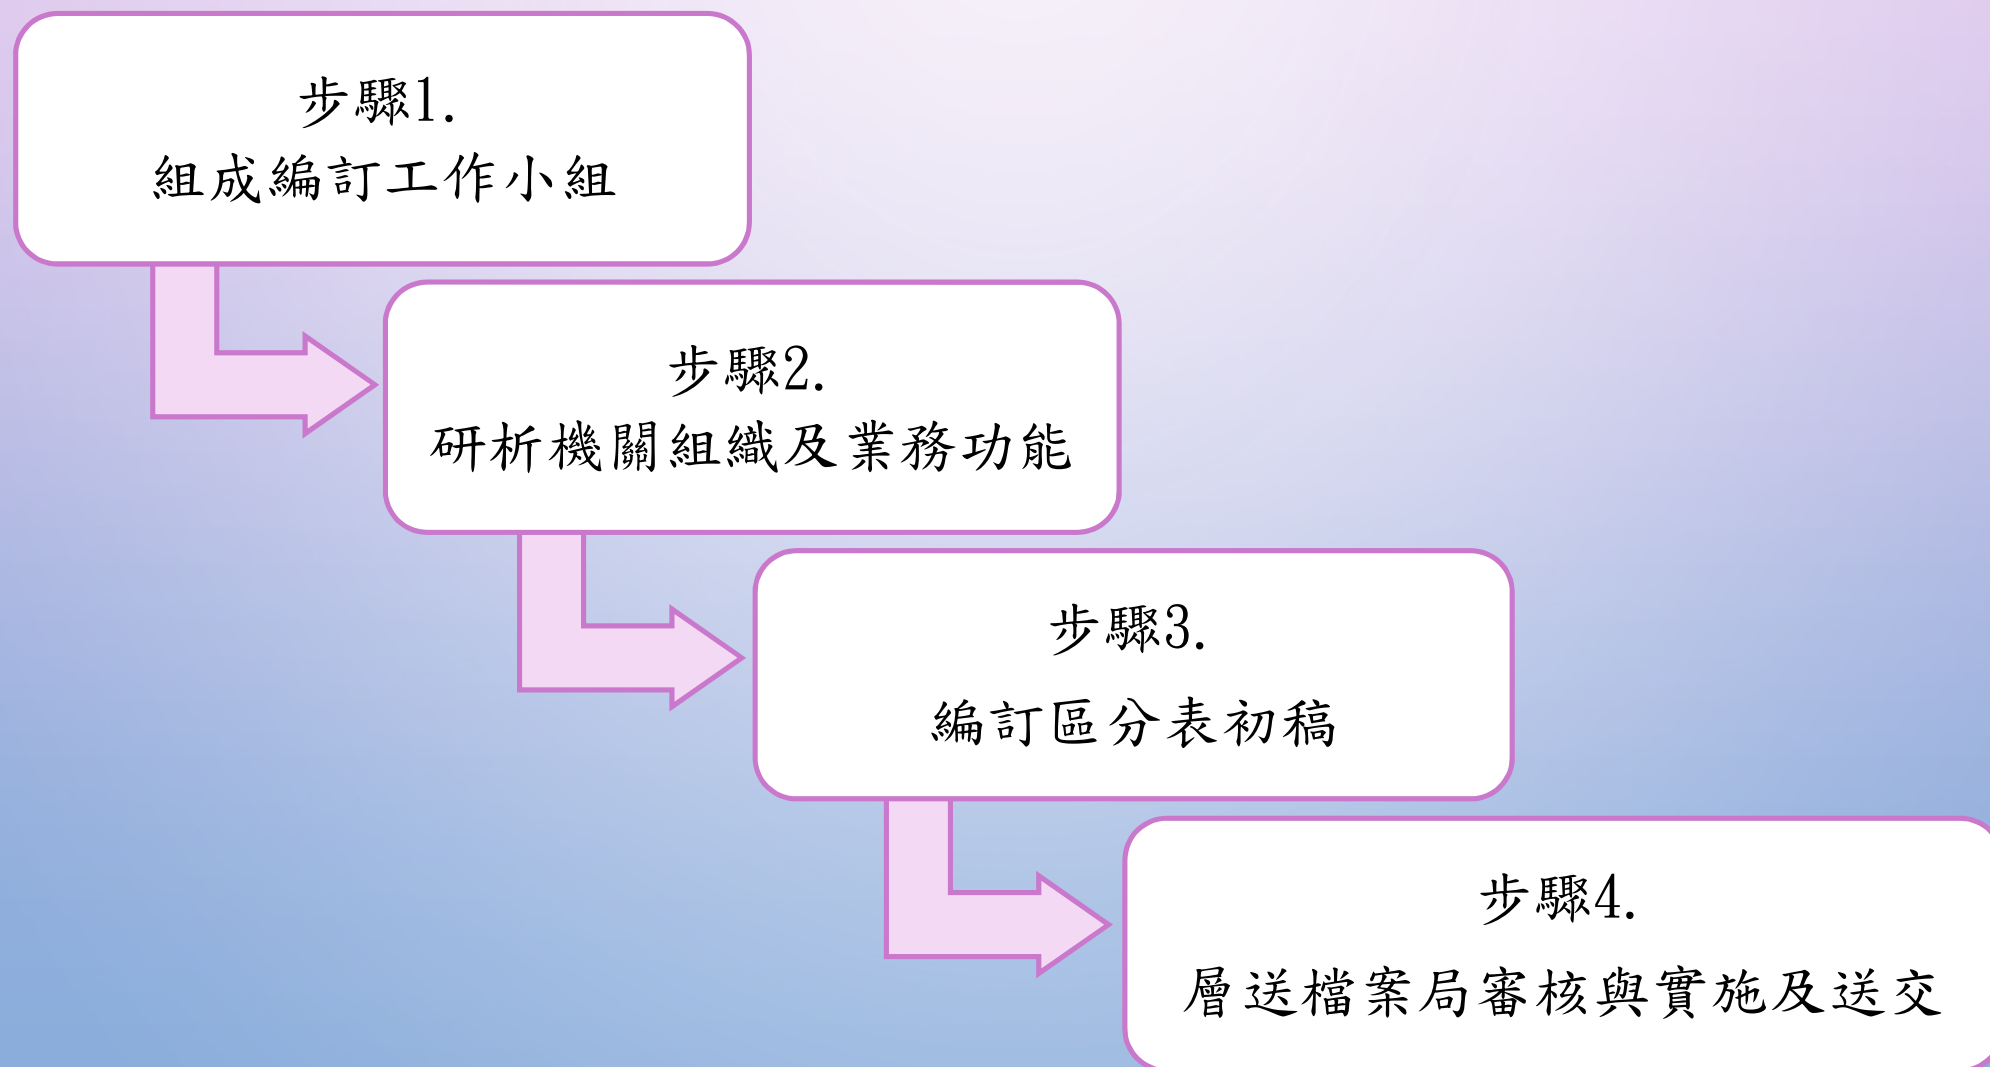 步驟1.
組成編訂工作小組
步驟2.
研析機關組織及業務功能
步驟3.
編訂區分表初稿
步驟4.
層送檔案局審核與實施及送交